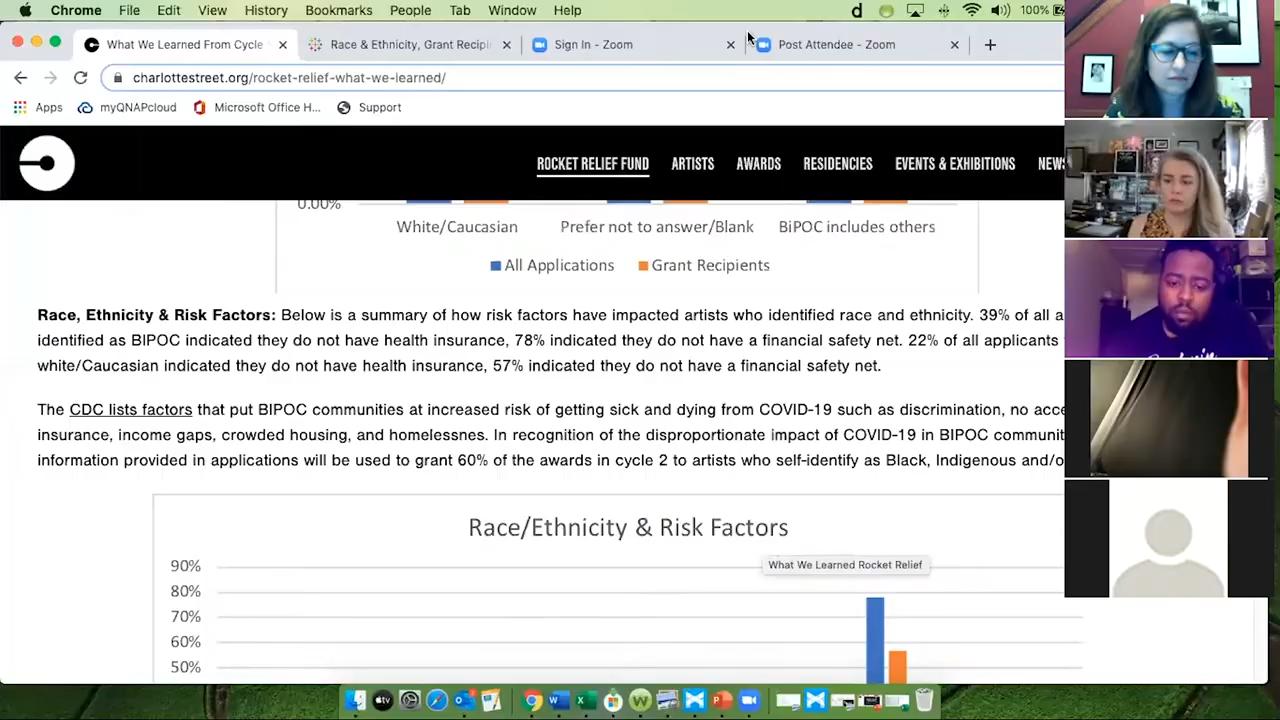 Chrome File Edit View History Bookmarks People Tab Window Help 100%
What We Learned From Cycle Race & Ethnicity, Grant Recipi Sign In - Zoom Post Attendee - Zoom
charlottestreet.org/rocket-relief-what-we-learned/
Apps myQNAPcloud Microsoft Office H... Support
ROCKET RELIEF FUND ARTISTS AWARDS RESIDENCIES EVENTS & EXHIBITIONS NEWS
0.00%
White/Caucasian Prefer not to answer/Blank BiPOC includes others
All Applications Grant Recipients
Race, Ethnicity & Risk Factors: Below is a summary of how risk factors have impacted artists who identified race and ethnicity. 39% of all a
identified as BIPOC indicated they do not have health insurance, 78% indicated they do not have a financial safety net. 22% of all applicants
white/Caucasian indicated they do not have health insurance, 57% indicated they do not have a financial safety net.
The CDC lists factors that put BIPOC communities at increased risk of getting sick and dying from COVID-19 such as discrimination, no acce
insurance, income gaps, crowded housing, and homelessnes. In recognition of the disproportionate impact of COVID-19 in BIPOC communit
information provided in applications will be used to grant 60% of the awards in cycle 2 to artists who self-identify as Black, Indigenous and/o
Race/Ethnicity & Risk Factors
What We Learned Rocket Relief
90%
80%
70%
60%
50%